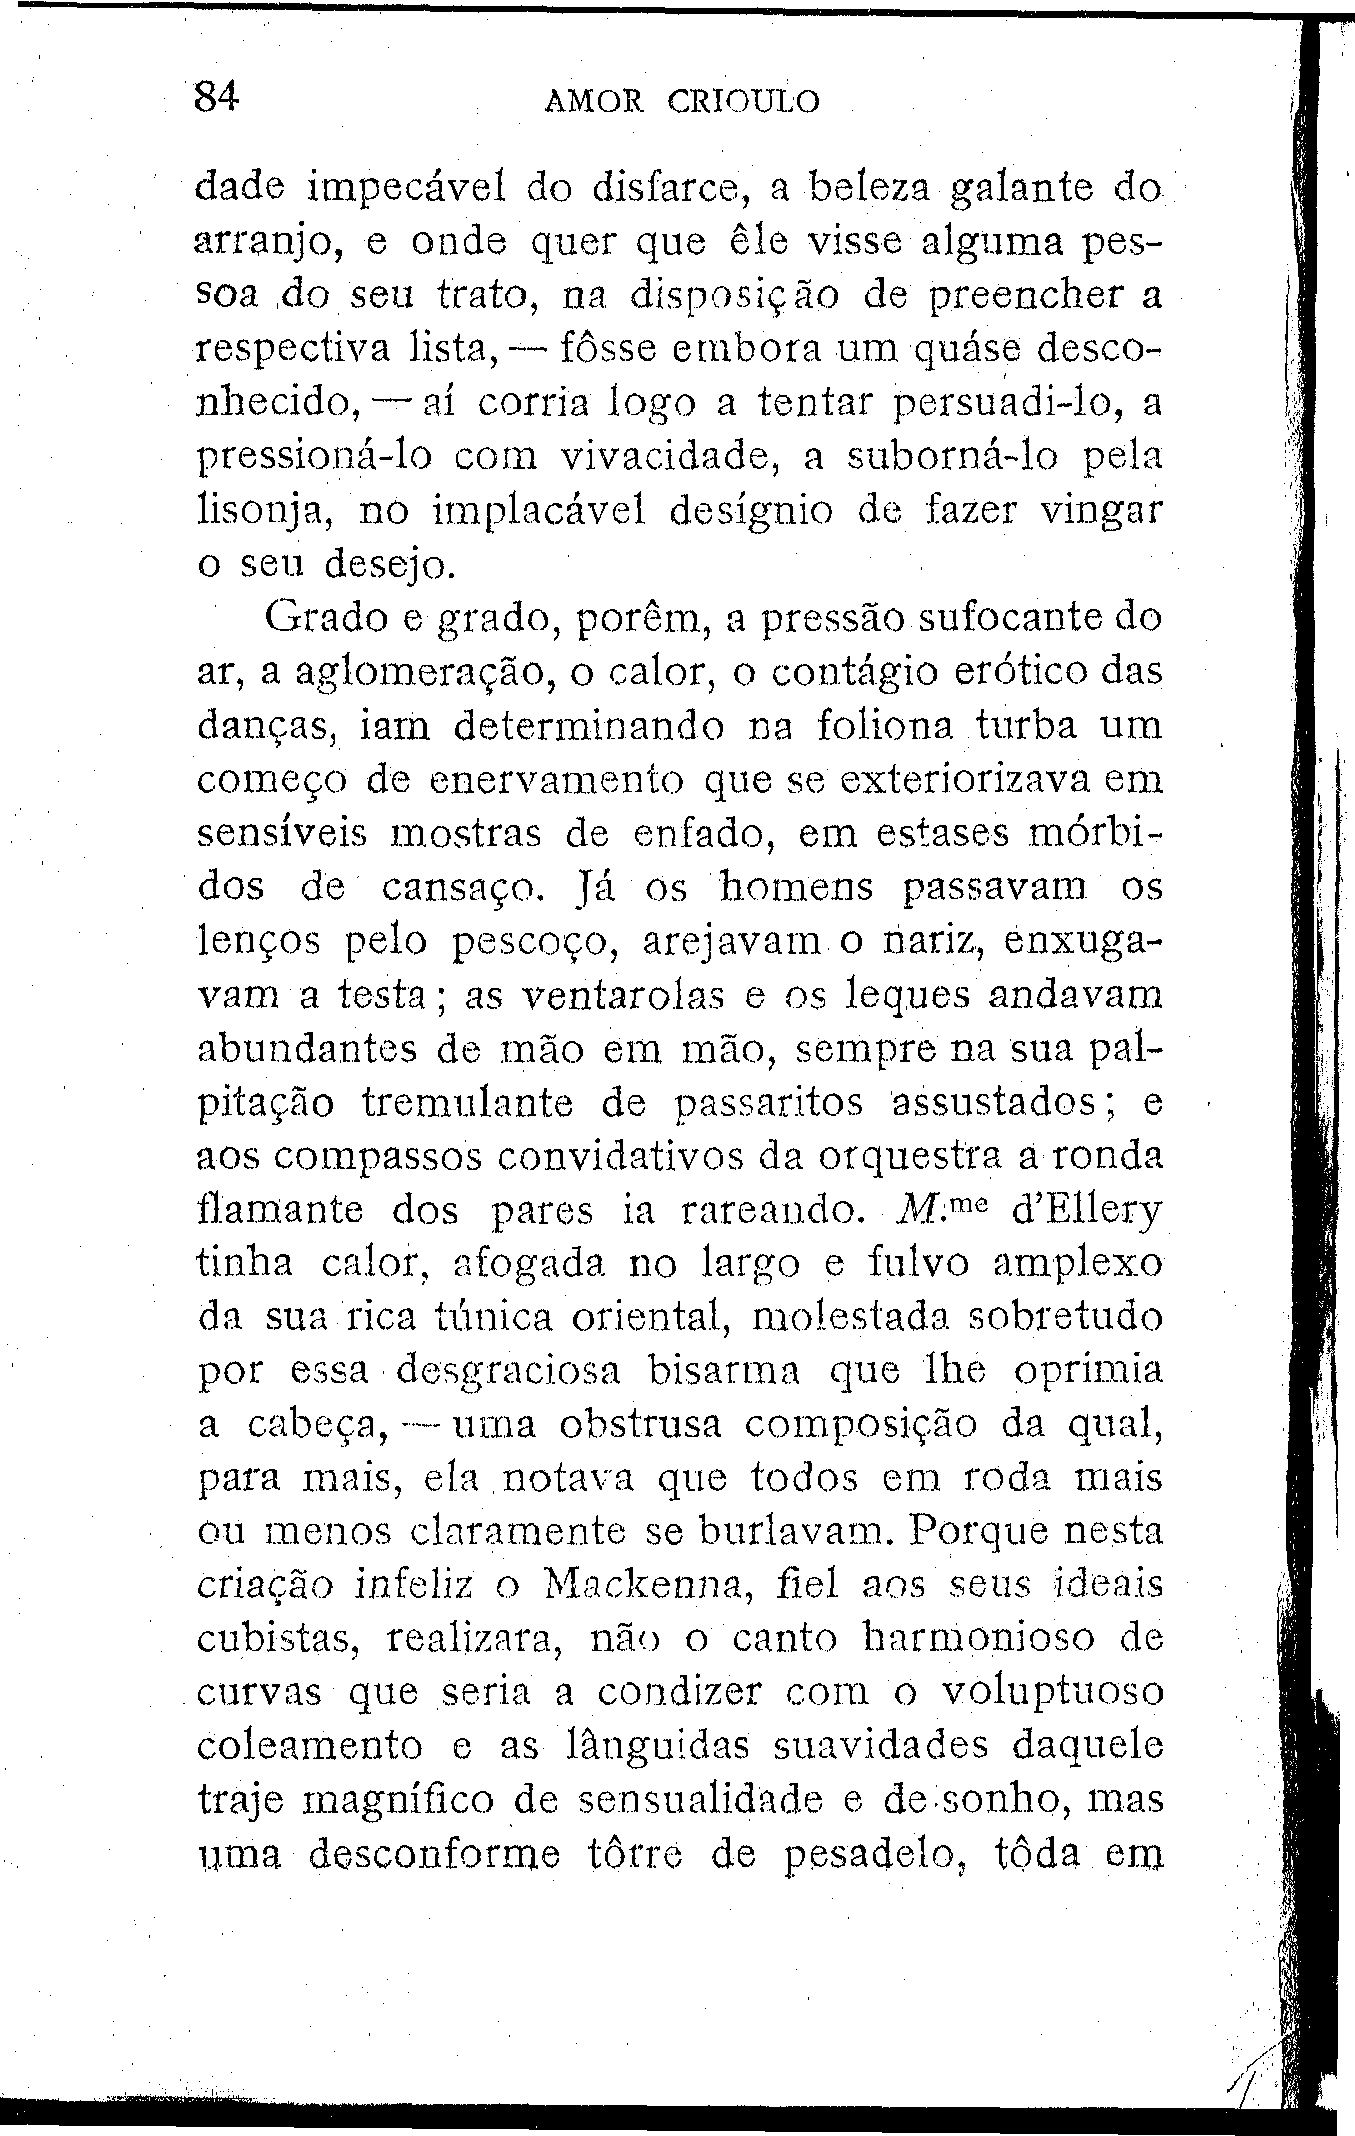 84 AMOR CRIOULO
dade impecável do disfarce, a beleza galante do
arranjo, e onde quer que êle visse alguma pes-
soa do seu trato, na disposição de preencher a
respectiva lista, — fôsse embora um quáse desco-
nhecido, — aí corria logo a tentar persuadi-lo, a
pressioná-lo com vivacidade, a suborná-lo pela
lisonja, no implacável desígnio de fazer vingar
o seu desejo.
Grado e grado, porêm, a pressão sufocante do
ar, a aglomeração, o calor, o contágio erótico das
danças, iam determinando na foliona turba um
começo de enervamento que se exteriorizava em
sensíveis mostras de enfado, em estases mórbi-
dos de cansaço. Já os homens passavam os
lenços pelo pescoço, arejavam o nariz, enxuga-
vam a testa; as ventarolas e os leques andavam
abundantes de mão em mão, sempre na sua pal-
pitação tremulante de passaritos assustados; e
aos compassos convidativos da orquestra a ronda
flamante dos pares ia rareando. M.me d'Ellery
tinha calor, afogada no largo e fulvo amplexo
da sua rica túnica oriental, molestada sobretudo
por essa desgraciosa bisarma que lhe oprimia
a cabeça, — uma obstrusa composição da qual,
para mais, ela notava que todos em roda mais
ou menos claramente se burlavam. Porque nesta
criação infeliz o Mackenna, fiel aos seus ideais
cubistas, realizara, não o canto harmonioso de
curvas que seria a condizer com o voluptuoso
coleamento e as lânguidas suavidades daquele
traje magnífico de sensualidade e de sonho, mas
uma desconforme tôrre de pesadelo, tôda em